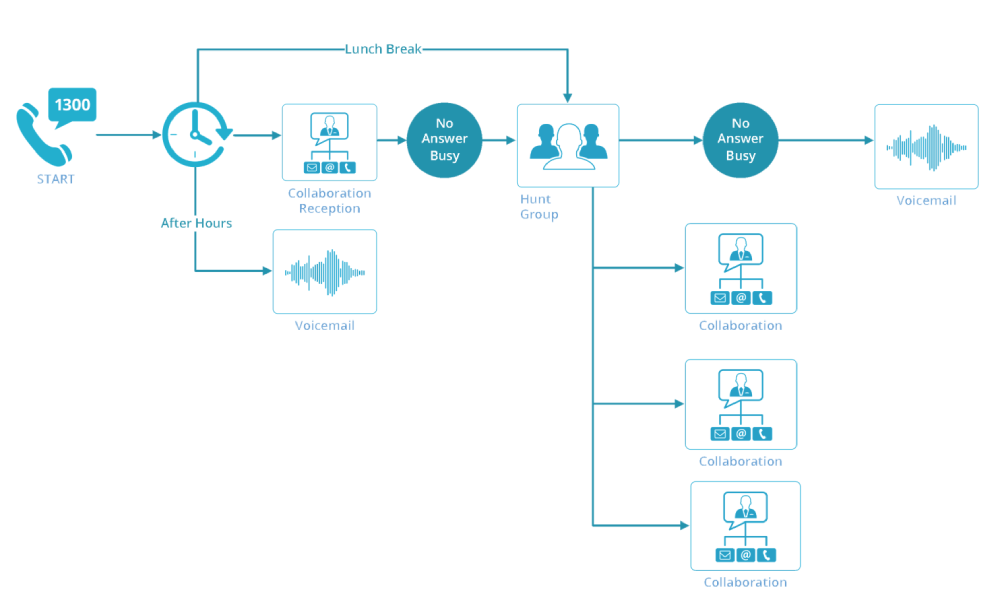 Lunch Break
1300
START
No
Answer
Busy
No
Answer
Busy
@
Collaboration
Reception
Hunt
Group
Voicemail
After Hours
@
Collaboration
Voicemail
@
Collaboration
@
Collaboration